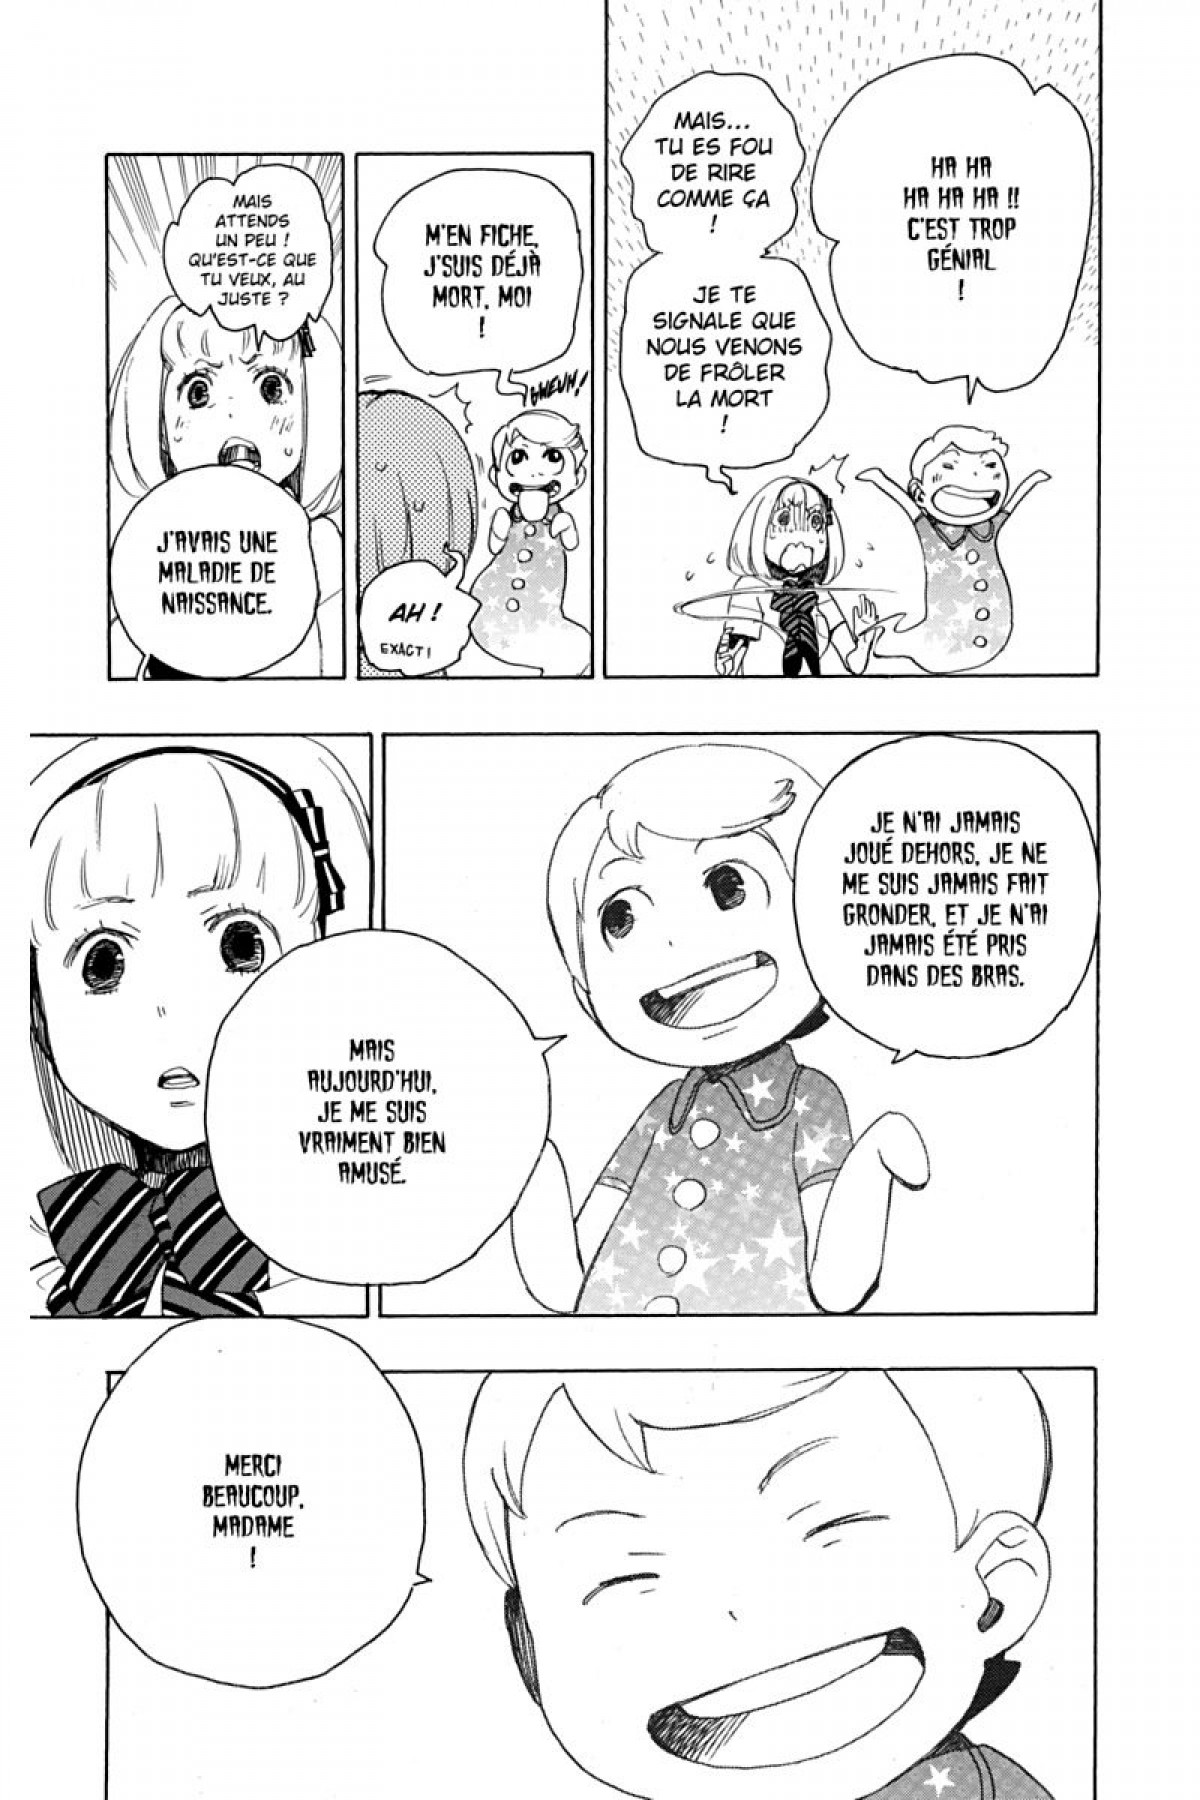 HA HA
HA HA HA !!
C'EST TROP
GÉNIAL
!
MAIS...
TU ES FOU
DE RIRE
COMME ÇA
!
JE TE
SIGNALE QUE
NOUS VENONS
DE FRÔLER
LA MORT
!
M'EN FICHE,
J'SUIS DÉJÀ
MORT, MOI
!
GWEUH!
AH !
EXACT!
MAIS
ATTENDS
UN PEU !
QU'EST-CE QUE
TU VEUX, AU
JUSTE ?
J'AVAIS UNE
MALADIE DE
NAISSANCE.
JE N'AI JAMAIS
JOUÉ DEHORS, JE NE
ME SUIS JAMAIS FAIT
GRONDER, ET JE N'AI
JAMAIS ÉTÉ PRIS
DANS DES BRAS.
MAIS
AUJOURD'HUI,
JE ME SUIS
VRAIMENT BIEN
AMUSÉ.
MERCI
BEAUCOUP,
MADAME
!